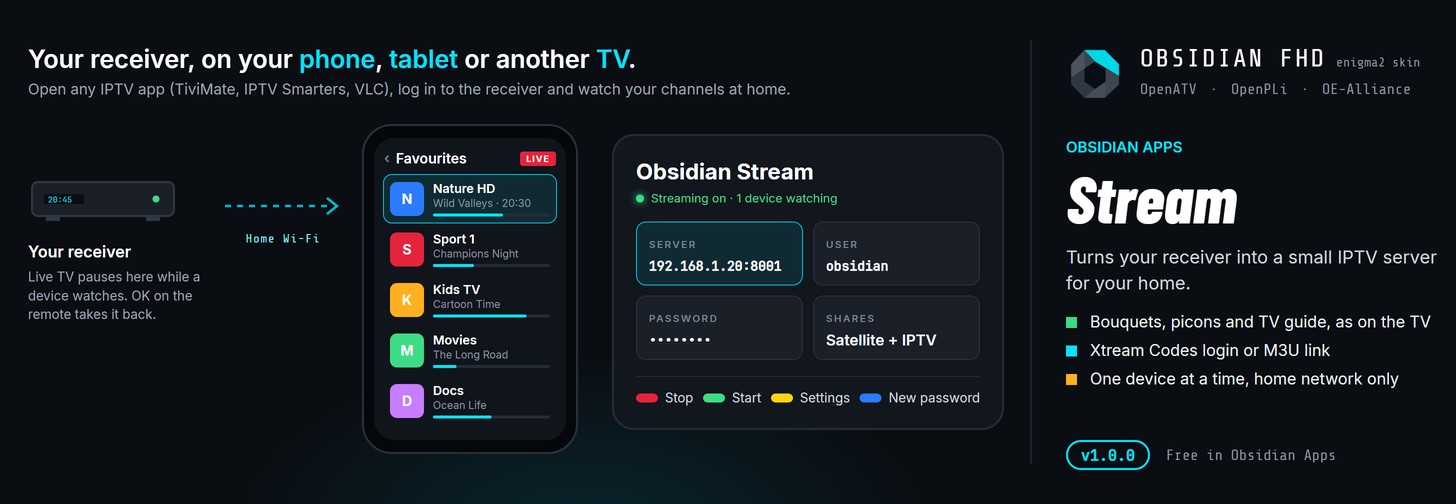 Your receiver, on your phone, tablet or another TV.
Open any IPTV app (TiviMate, IPTV Smarters, VLC), log in to the receiver and watch your channels at home.
20:45
Your receiver
Live TV pauses here while a
device watches. OK on the
remote takes it back.
Home Wi-Fi
‹ Favourites LIVE
N Nature HD
Wild Valleys · 20:30
S Sport 1
Champions Night
K Kids TV
Cartoon Time
M Movies
The Long Road
D Docs
Ocean Life
Obsidian Stream
Streaming on · 1 device watching
SERVER
192.168.1.20:8001
USER
obsidian
PASSWORD
••••••••
SHARES
Satellite + IPTV
Stop Start Settings New password
OBSIDIAN FHD enigma2 skin
OpenATV · OpenPLi · OE-Alliance
OBSIDIAN APPS
Stream
Turns your receiver into a small IPTV server
for your home.
Bouquets, picons and TV guide, as on the TV
Xtream Codes login or M3U link
One device at a time, home network only
v1.0.0 Free in Obsidian Apps